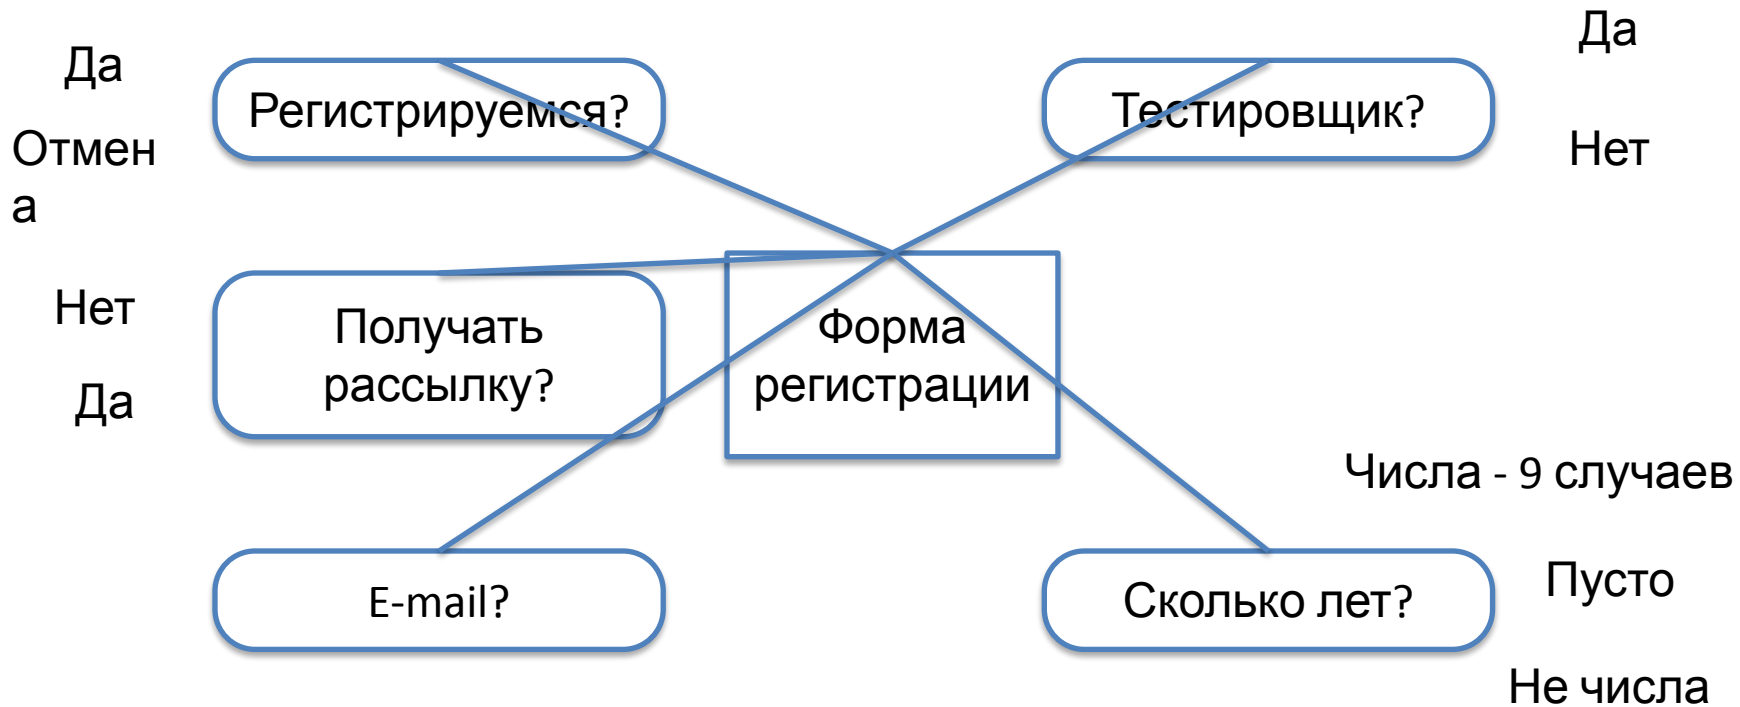 Да
Регистрируемся?
Отмен
а
Нет
Получать
рассылку?
Да
E-mail?
Форма
регистрации
Да
Тестировщик?
Нет
Числа - 9 случаев
Пусто
Сколько лет?
Не числа